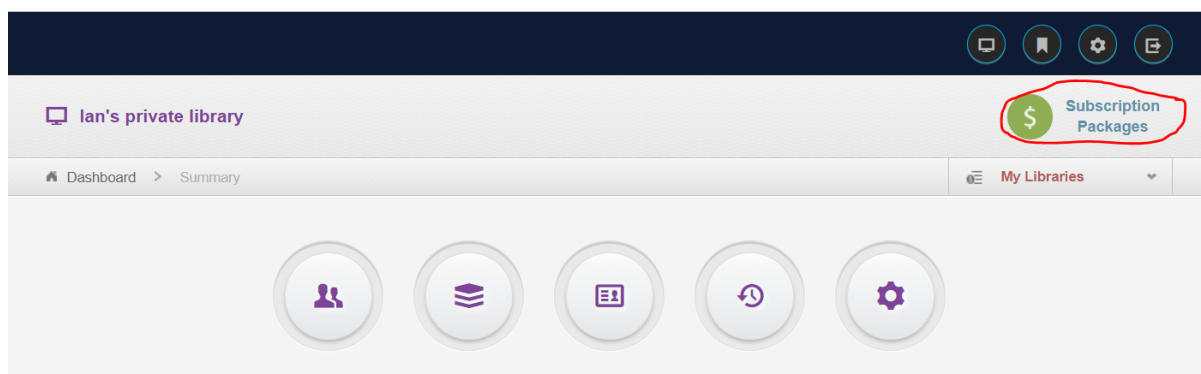 Ian's private library
$ Subscription
Packages
Dashboard > Summary
My Libraries